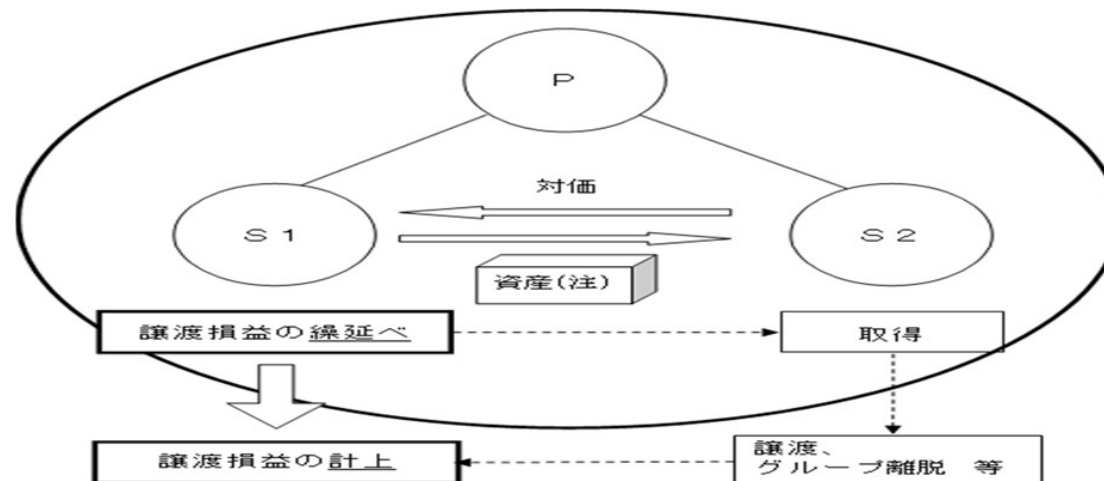 P
対価
S1
S2
資産(注)
譲渡損益の繰延べ
取得
譲渡損益の計上
譲渡、
グループ離脱 等